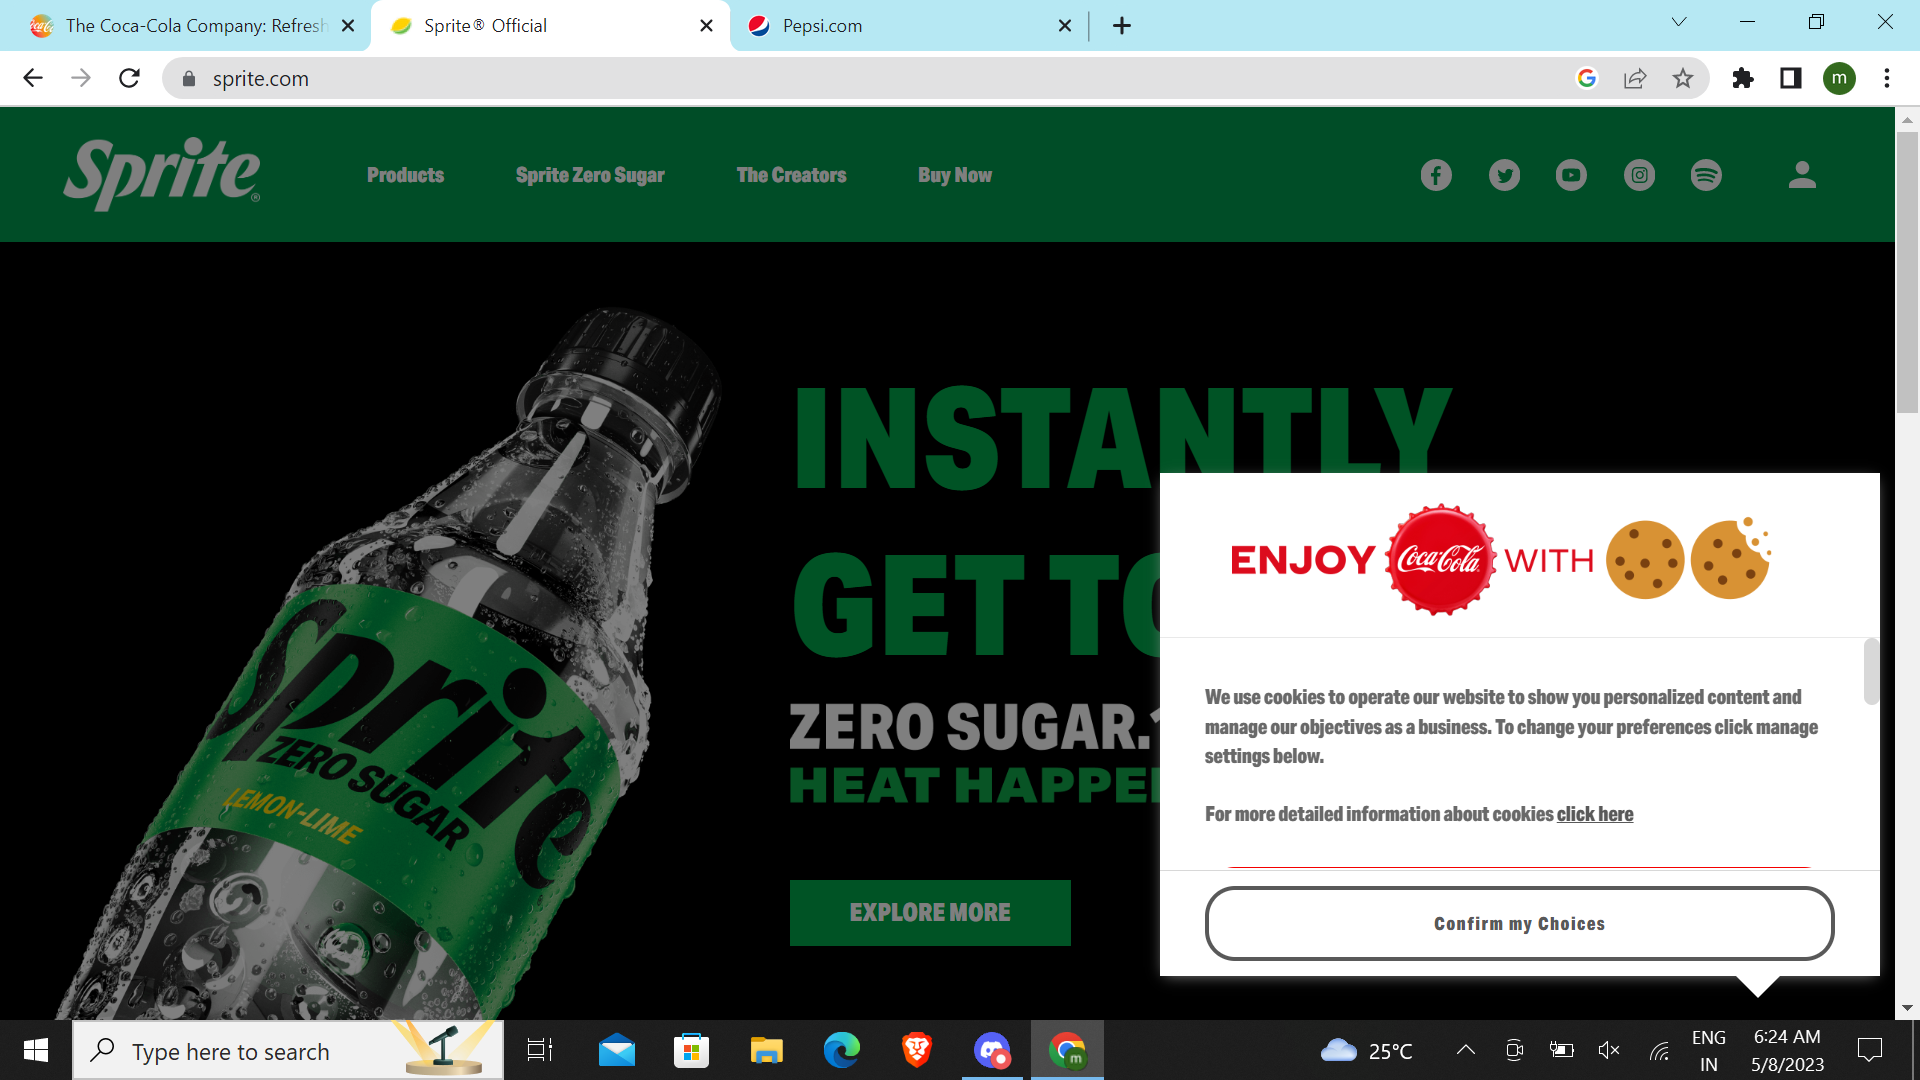 The Coca-Cola Company: Refresh
Sprite® Official
Pepsi.com
sprite.com
m
Sprite®
Products
Sprite Zero Sugar
The Creators
Buy Now
INSTANTLY
GET TO
ZERO SUGAR.
HEAT HAPPE
EXPLORE MORE
Sprite
ZERO SUGAR
LEMON-LIME
ENJOY Coca-Cola WITH
We use cookies to operate our website to show you personalized content and
manage our objectives as a business. To change your preferences click manage
settings below.
For more detailed information about cookies click here
Confirm my Choices
Type here to search
m
25°C
ENG
IN
6:24 AM
5/8/2023